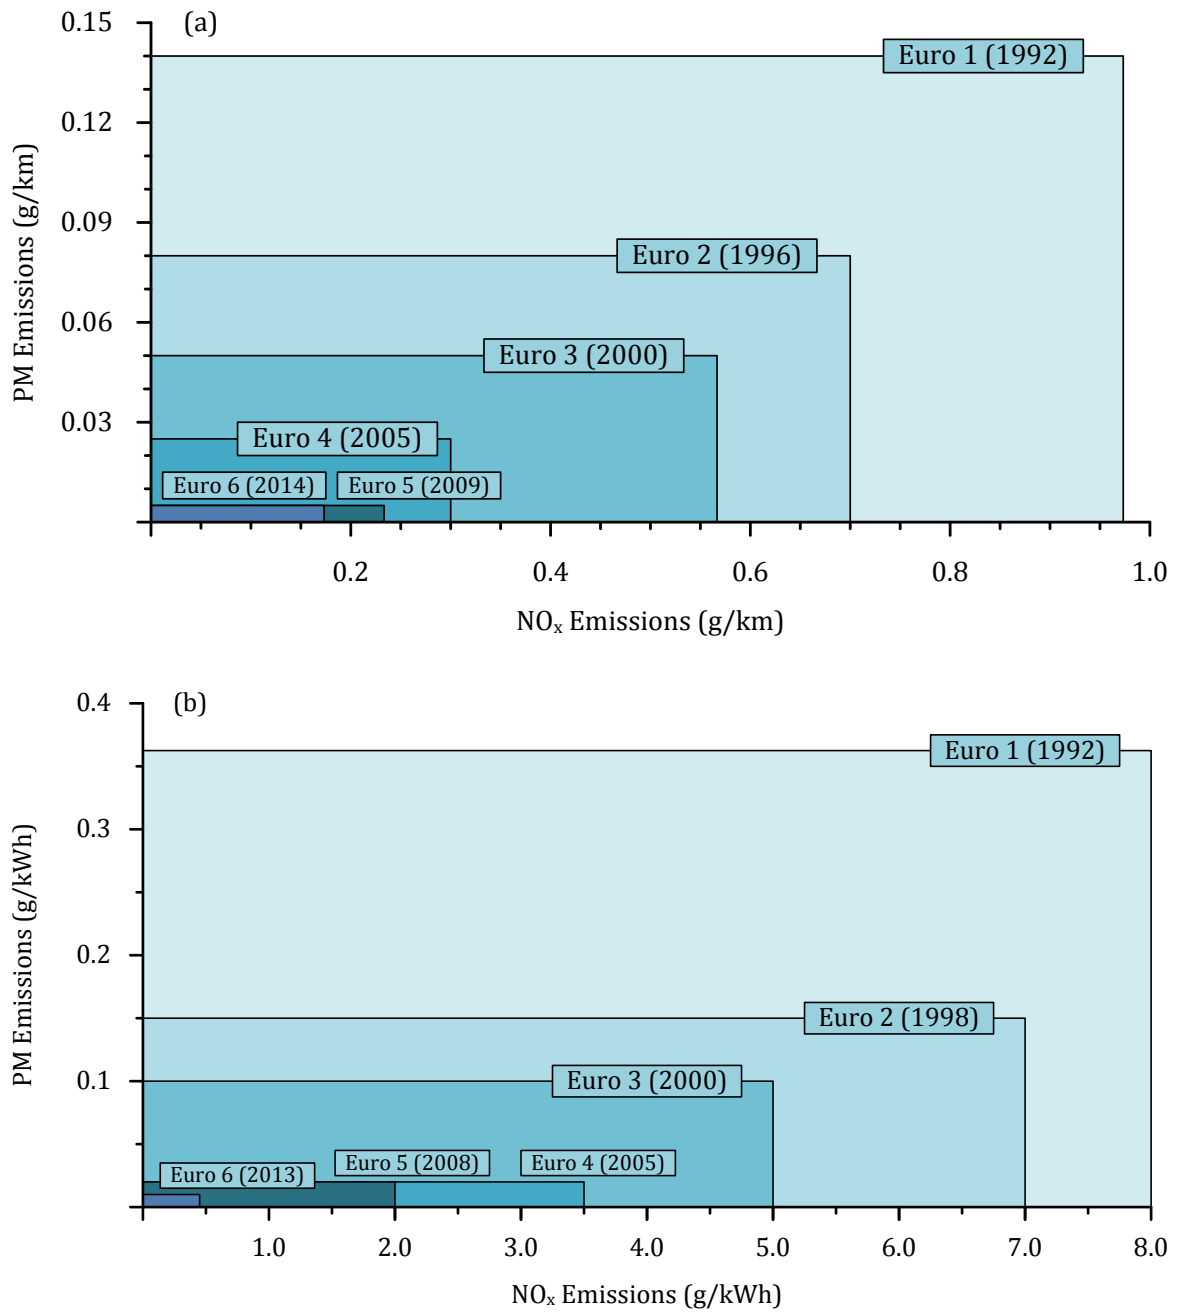 (a)
0.15
Euro 1 (1992)
0.12
0.09
Euro 2 (1996)
0.06
Euro 3 (2000)
0.03
Euro 4 (2005)
Euro 6 (2014) Euro 5 (2009)
PM Emissions (g/km)
0.2 0.4 0.6 0.8 1.0
NOₓ Emissions (g/km)
(b)
0.4
Euro 1 (1992)
0.3
0.2
Euro 2 (1998)
0.1
Euro 3 (2000)
Euro 6 (2013) Euro 5 (2008) Euro 4 (2005)
PM Emissions (g/kWh)
1.0 2.0 3.0 4.0 5.0 6.0 7.0 8.0
NOₓ Emissions (g/kWh)